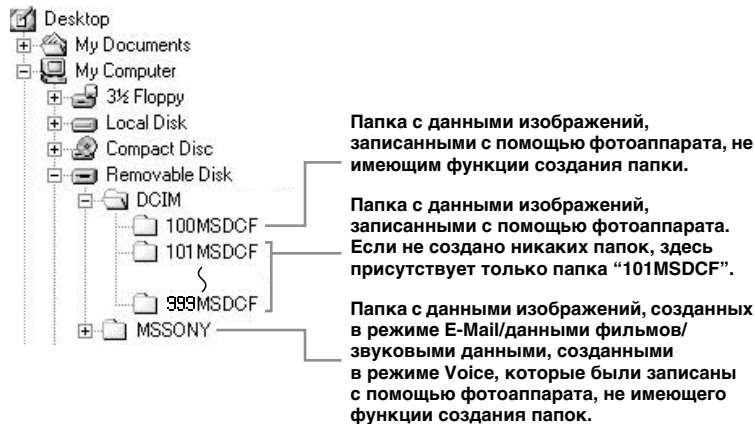 Desktop
My Documents
My Computer
3½ Floppy
Local Disk
Compact Disc
Removable Disk
DCIM
100MSDCF
101MSDCF
999MSDCF
MSSONY
Папка с данными изображений,
записанными с помощью фотоаппарата, не
имеющим функции создания папки.
Папка с данными изображений,
записанными с помощью фотоаппарата.
Если не создано никаких папок, здесь
присутствует только папка “101MSDCF”.
Папка с данными изображений, созданных
в режиме E-Mail/данными фильмов/
звуковыми данными, созданными
в режиме Voice, которые были записаны
с помощью фотоаппарата, не имеющего
функции создания папок.